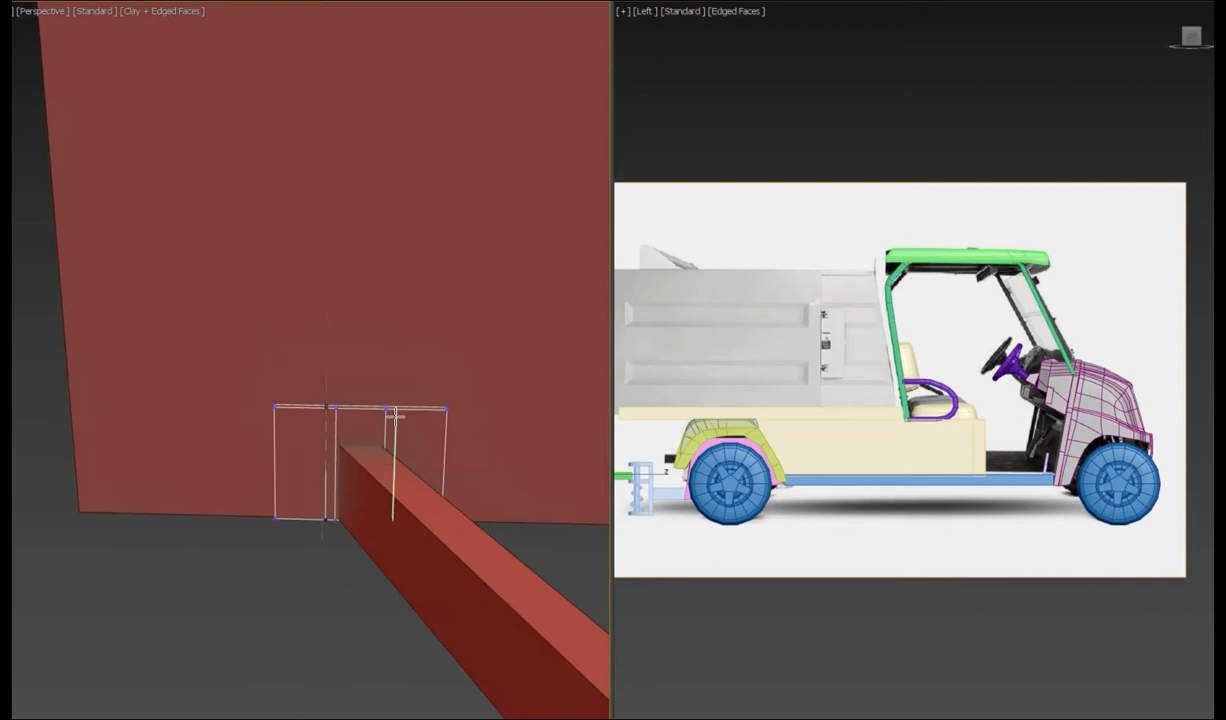 ] [Perspective ] [Standard ] [Clay + Edged Faces ]
[+] [Left ] [Standard ] [Edged Faces ]
z